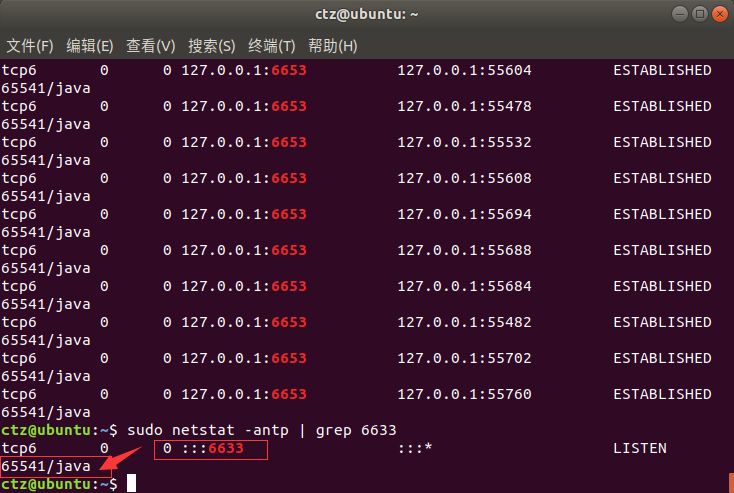 ctz@ubuntu: ~
文件(F) 编辑(E) 查看(V) 搜索(S) 终端(T) 帮助(H)
tcp6 0 0 127.0.0.1:6653 127.0.0.1:55604 ESTABLISHED
65541/java
tcp6 0 0 127.0.0.1:6653 127.0.0.1:55478 ESTABLISHED
65541/java
tcp6 0 0 127.0.0.1:6653 127.0.0.1:55532 ESTABLISHED
65541/java
tcp6 0 0 127.0.0.1:6653 127.0.0.1:55608 ESTABLISHED
65541/java
tcp6 0 0 127.0.0.1:6653 127.0.0.1:55694 ESTABLISHED
65541/java
tcp6 0 0 127.0.0.1:6653 127.0.0.1:55688 ESTABLISHED
65541/java
tcp6 0 0 127.0.0.1:6653 127.0.0.1:55684 ESTABLISHED
65541/java
tcp6 0 0 127.0.0.1:6653 127.0.0.1:55482 ESTABLISHED
65541/java
tcp6 0 0 127.0.0.1:6653 127.0.0.1:55702 ESTABLISHED
65541/java
tcp6 0 0 127.0.0.1:6653 127.0.0.1:55760 ESTABLISHED
65541/java
ctz@ubuntu:~$ sudo netstat -antp | grep 6633
tcp6 0 0 :::6633 :::* LISTEN
65541/java
ctz@ubuntu:~$